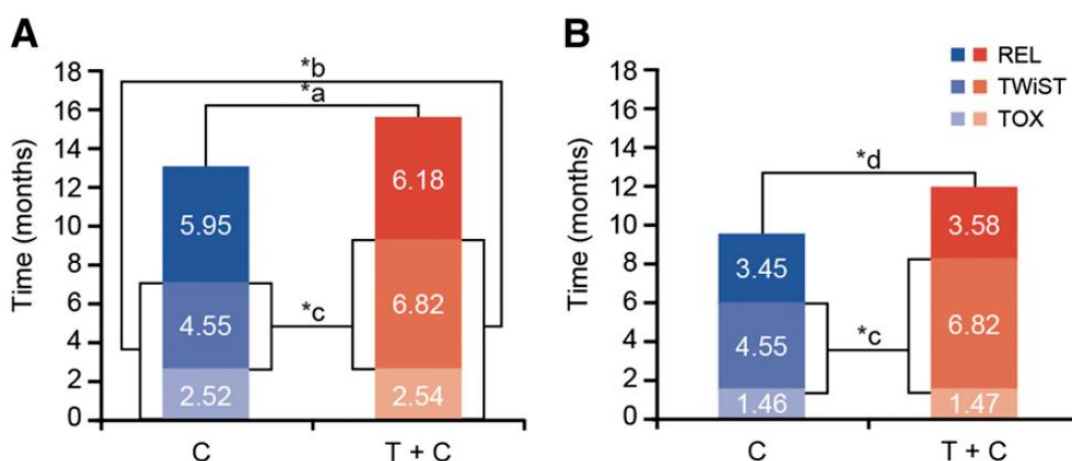 A
Time (months)
18
16
14
12
10
8
6
4
2
0
*b
*a
*c
5.95
4.55
2.52
6.18
6.82
2.54
C
T + C
B
Time (months)
18
16
14
12
10
8
6
4
2
0
REL
TWiST
TOX
*d
*c
3.45
4.55
1.46
3.58
6.82
1.47
C
T + C